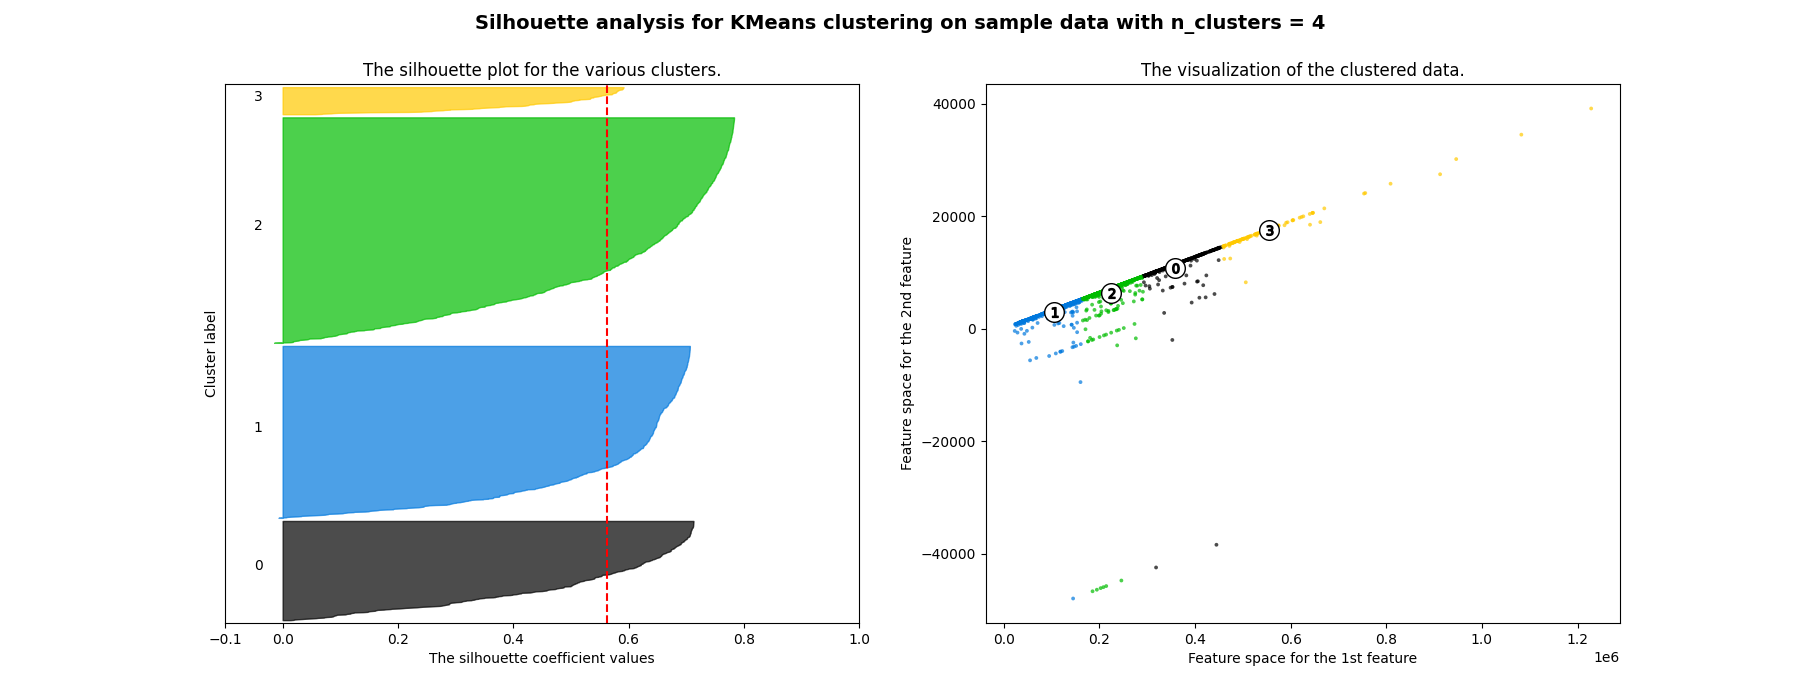 Silhouette analysis for KMeans clustering on sample data with n_clusters = 4
The silhouette plot for the various clusters.
3
2
1
0
Cluster label
−0.1 0.0 0.2 0.4 0.6 0.8 1.0
The silhouette coefficient values
The visualization of the clustered data.
40000
20000
0
−20000
−40000
Feature space for the 2nd feature
3
0
2
1
0.0 0.2 0.4 0.6 0.8 1.0 1.2
1e6
Feature space for the 1st feature